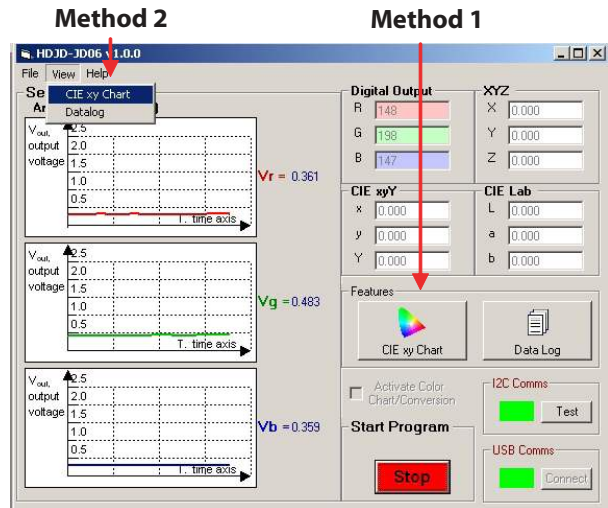 Method 2
Method 1
HDJD-JD06 v1.0.0
File View Help
CIE xy Chart
Datalog
Se
Ar
Vout, output voltage
2.5
2.0
1.5
1.0
0.5
T. time axis
Vr = 0.361
Vout, output voltage
2.5
2.0
1.5
1.0
0.5
T. time axis
Vg =0.483
Vout, output voltage
2.5
2.0
1.5
1.0
0.5
T. time axis
Vb =0.359
Digital Output
R 148
G 198
B 147
XYZ
X 0.000
Y 0.000
Z 0.000
CIE xyY
x 0.000
y 0.000
Y 0.000
CIE Lab
L 0.000
a 0.000
b 0.000
Features
CIE xy Chart
Data Log
Activate Color
Chart/Conversion
Start Program
Stop
I2C Comms
Test
USB Comms
Connect